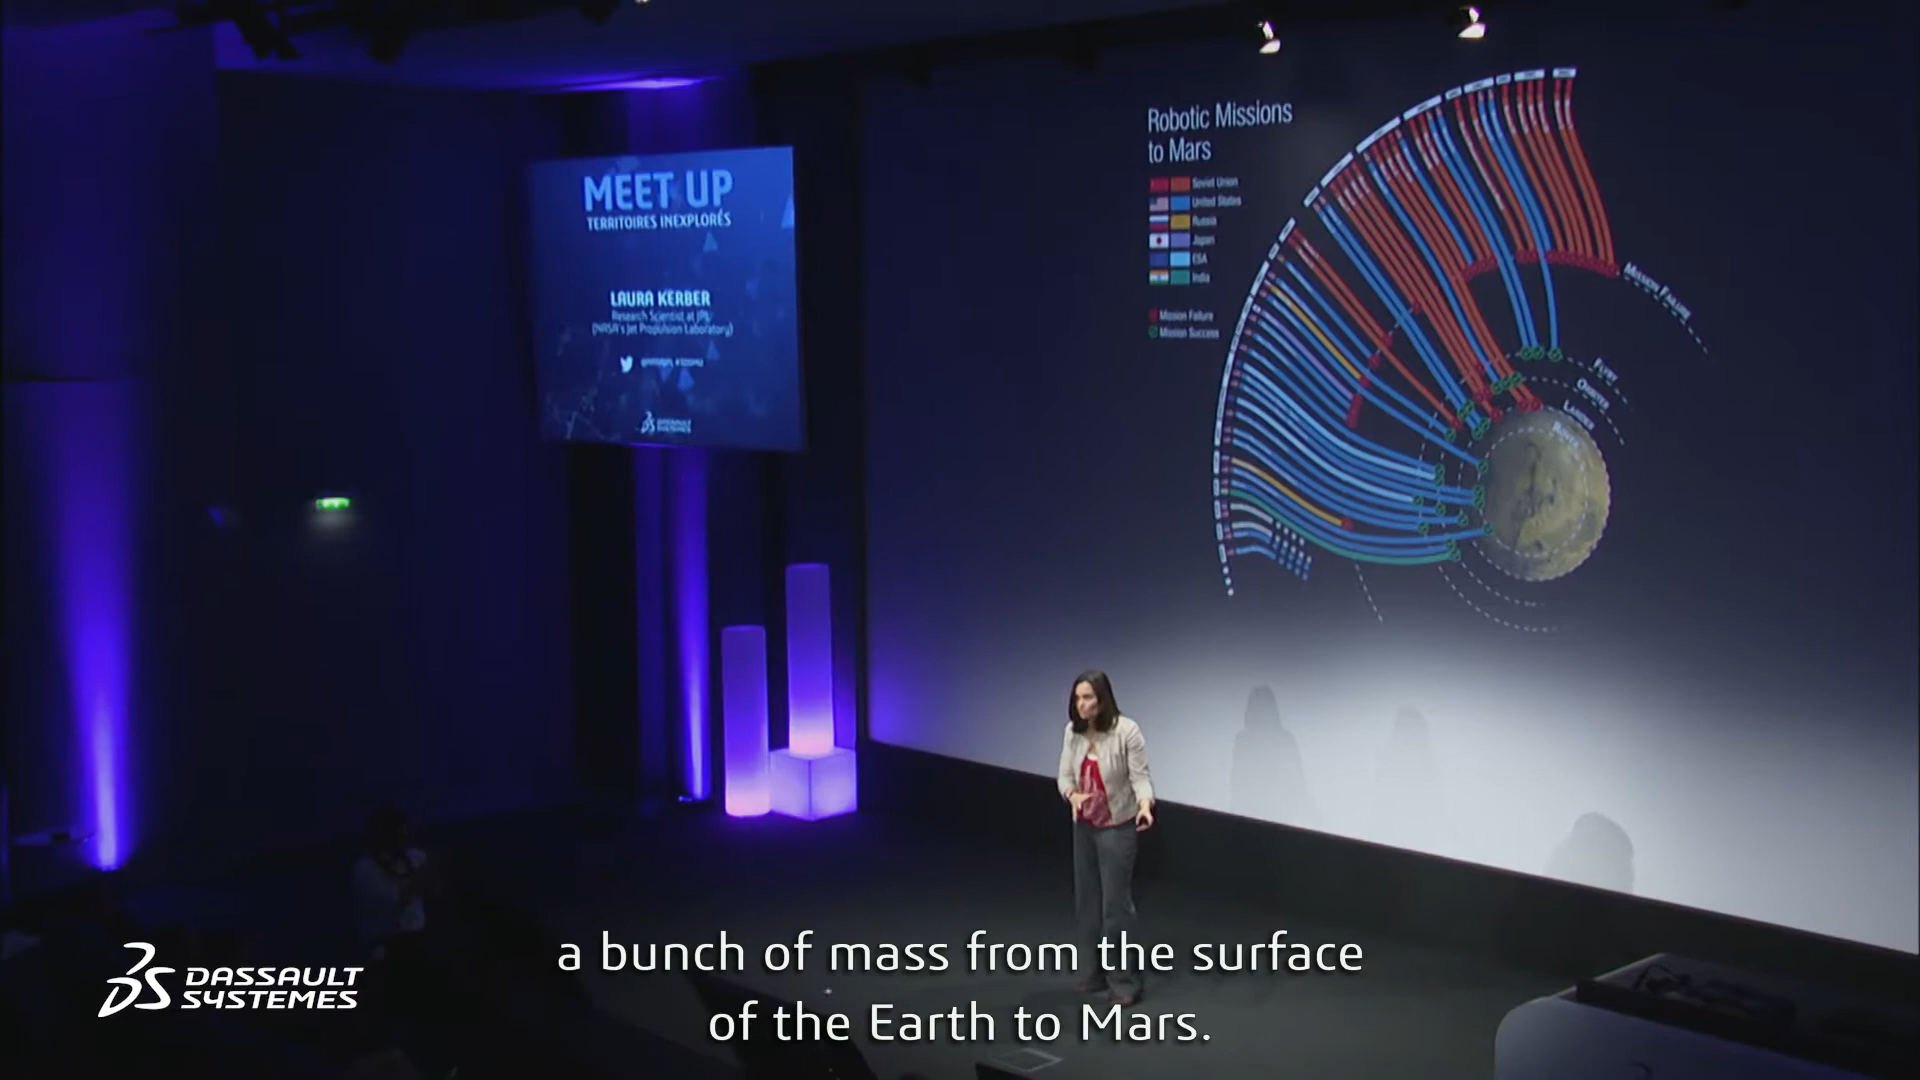 MEET UP
TERRITOIRES INEXPLORÉS
LAURA KERBER
Research Scientist at JPL
(NASA's Jet Propulsion Laboratory)
DASSAULT
SYSTEMES
Robotic Missions
to Mars
Soviet Union
United States
Russia
Japan
ESA
India
Mission Failure
Mission Success
MISSION FAILURE
FLYBY
ORBITER
LANDER
ROVER
DASSAULT
SYSTEMES
a bunch of mass from the surface
of the Earth to Mars.